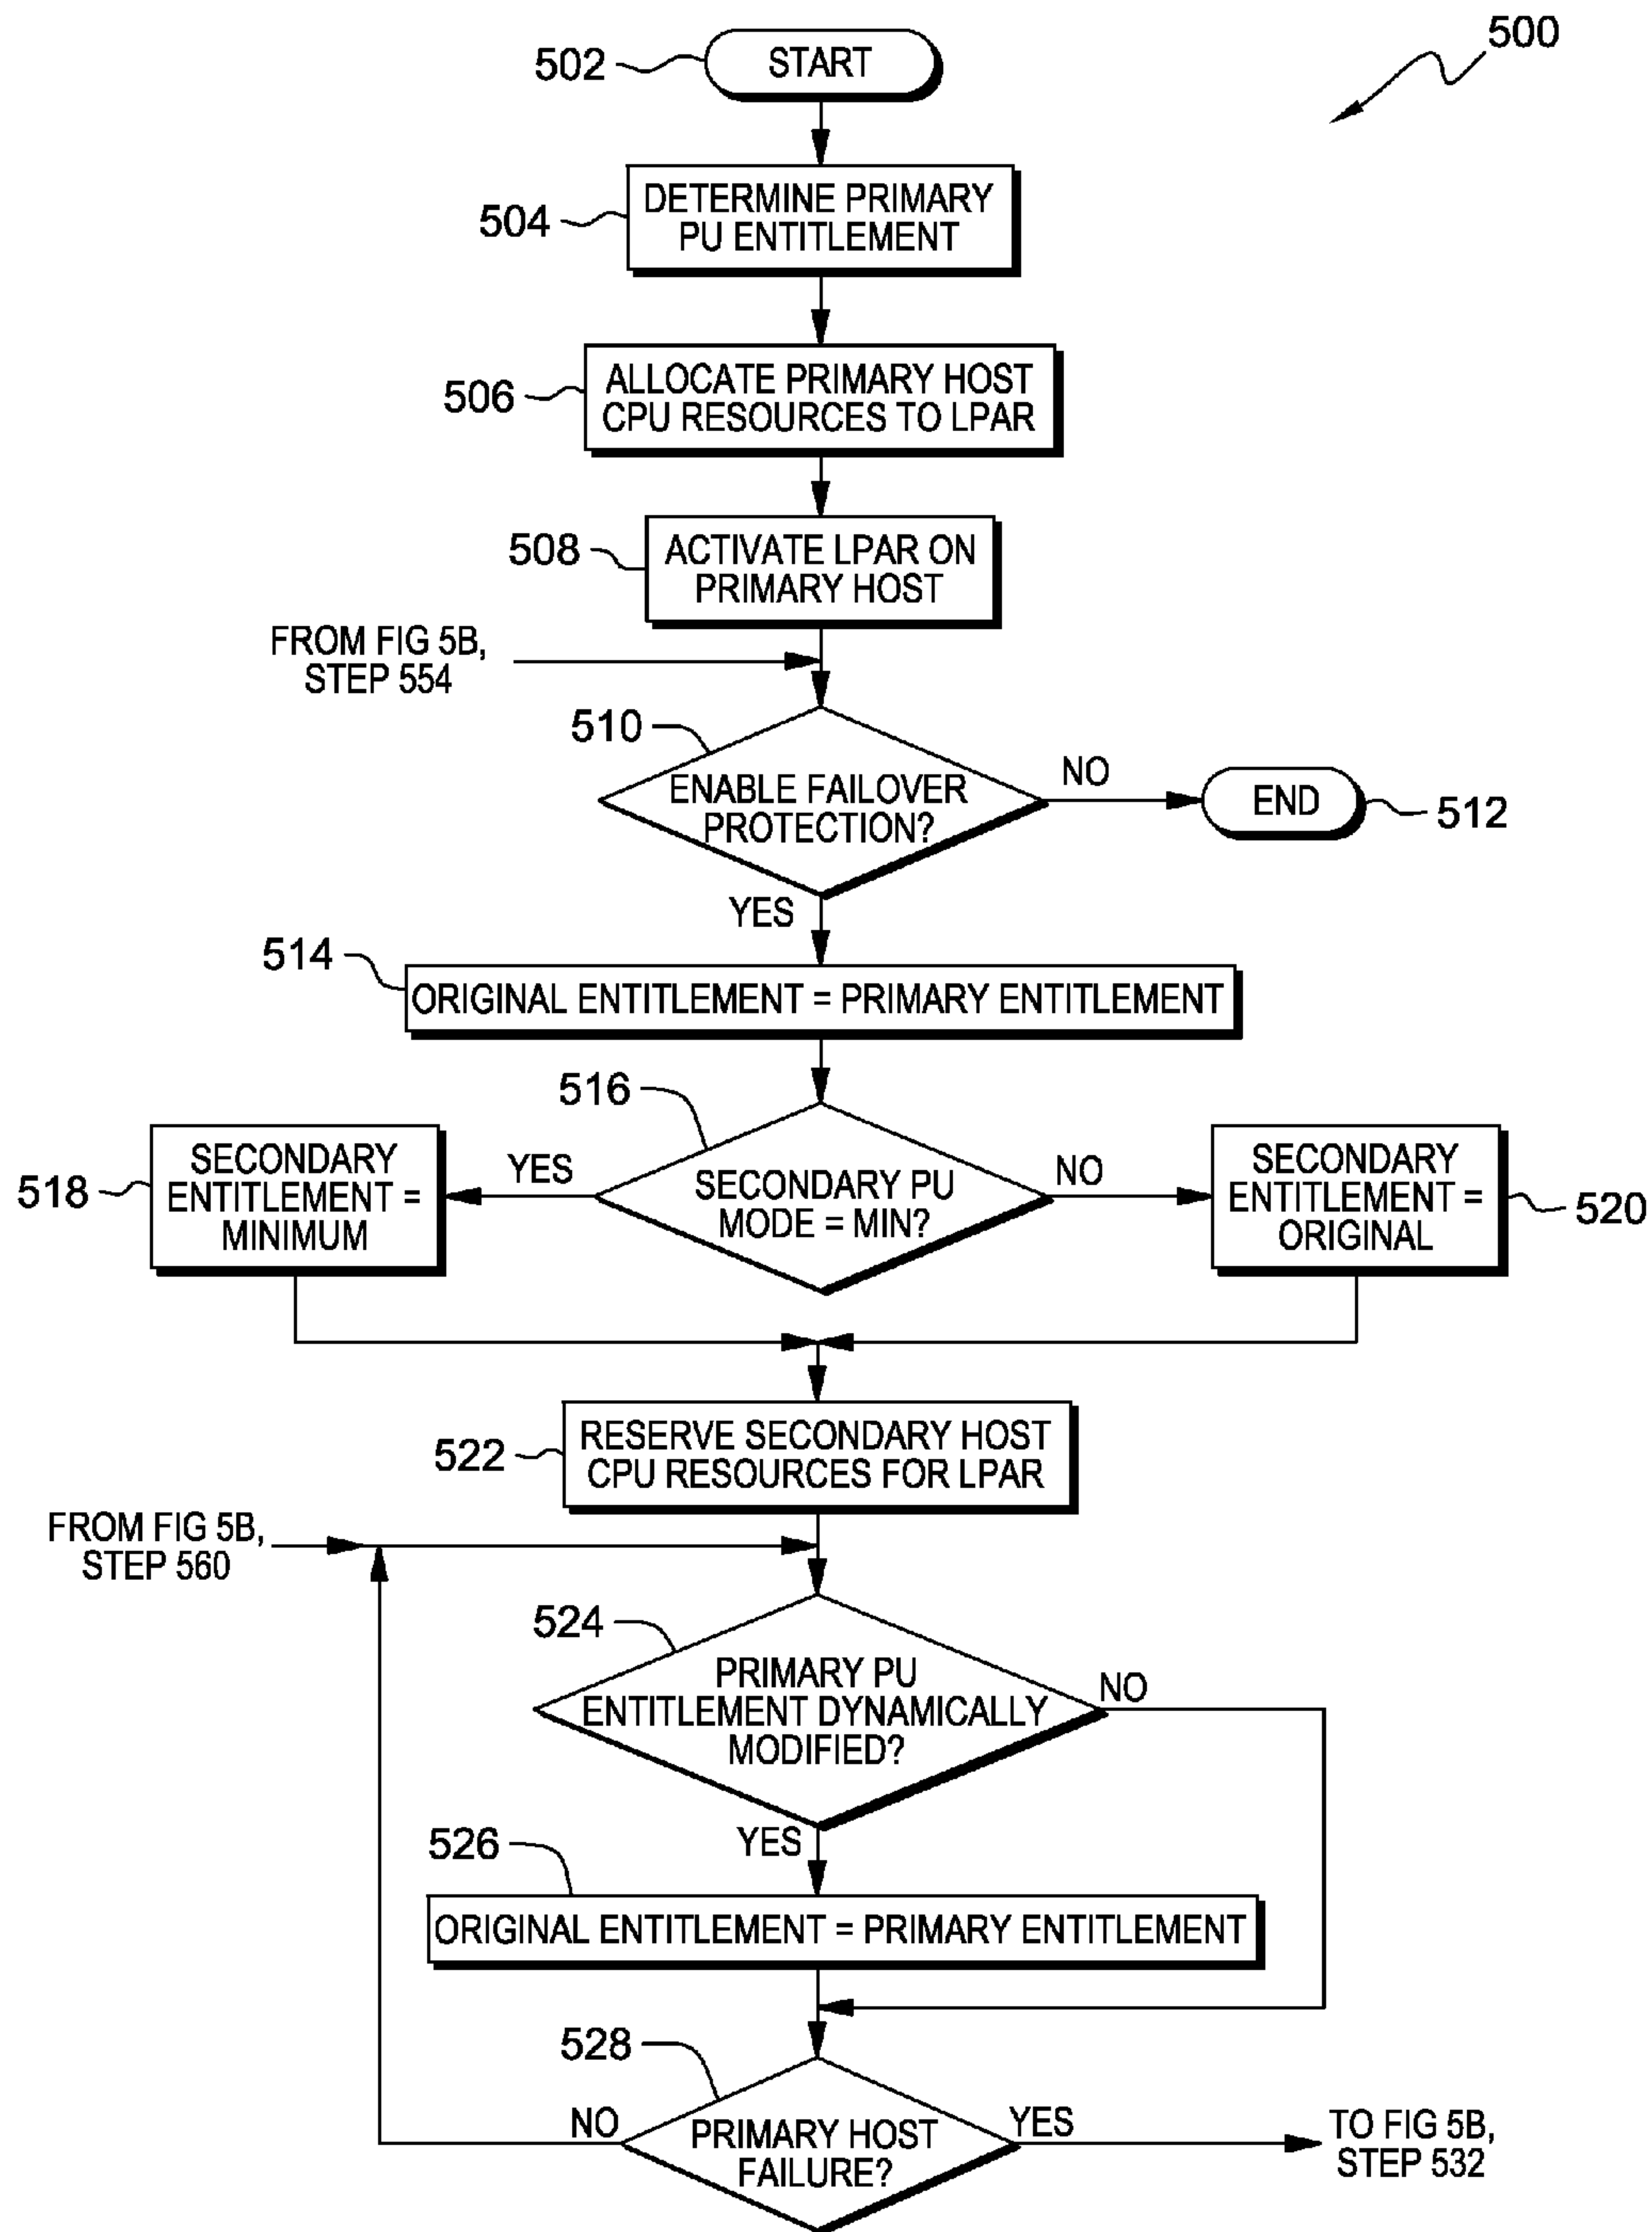 500
502
START
504
DETERMINE PRIMARY
PU ENTITLEMENT
506
ALLOCATE PRIMARY HOST
CPU RESOURCES TO LPAR
508
ACTIVATE LPAR ON
PRIMARY HOST
FROM FIG 5B,
STEP 554
510
ENABLE FAILOVER
PROTECTION?
NO
END
512
YES
514
ORIGINAL ENTITLEMENT = PRIMARY ENTITLEMENT
516
SECONDARY PU
MODE = MIN?
YES
518
SECONDARY
ENTITLEMENT =
MINIMUM
NO
SECONDARY
ENTITLEMENT =
ORIGINAL
520
522
RESERVE SECONDARY HOST
CPU RESOURCES FOR LPAR
FROM FIG 5B,
STEP 560
524
PRIMARY PU
ENTITLEMENT DYNAMICALLY
MODIFIED?
NO
YES
526
ORIGINAL ENTITLEMENT = PRIMARY ENTITLEMENT
528
PRIMARY HOST
FAILURE?
NO
YES
TO FIG 5B,
STEP 532